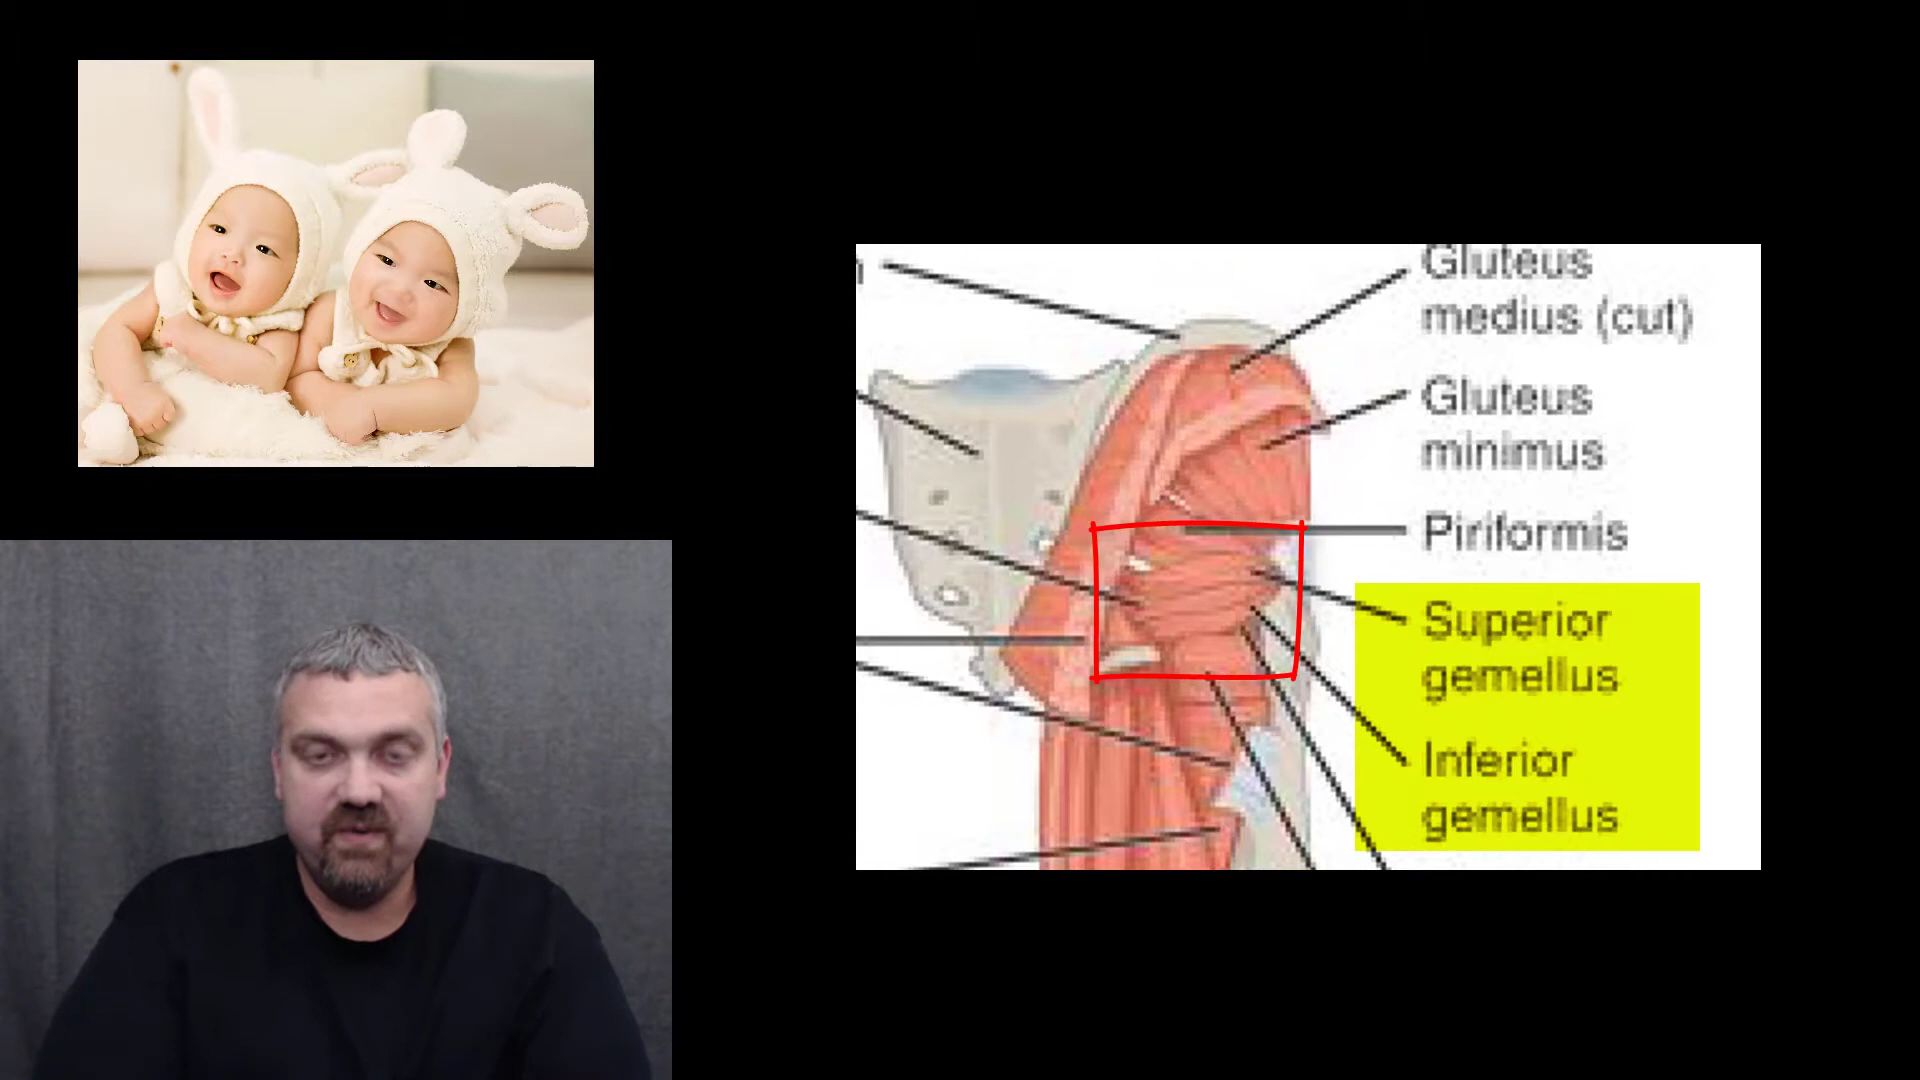 Gluteus
medius (cut)
Gluteus
minimus
Piriformis
Superior
gemellus
Inferior
gemellus